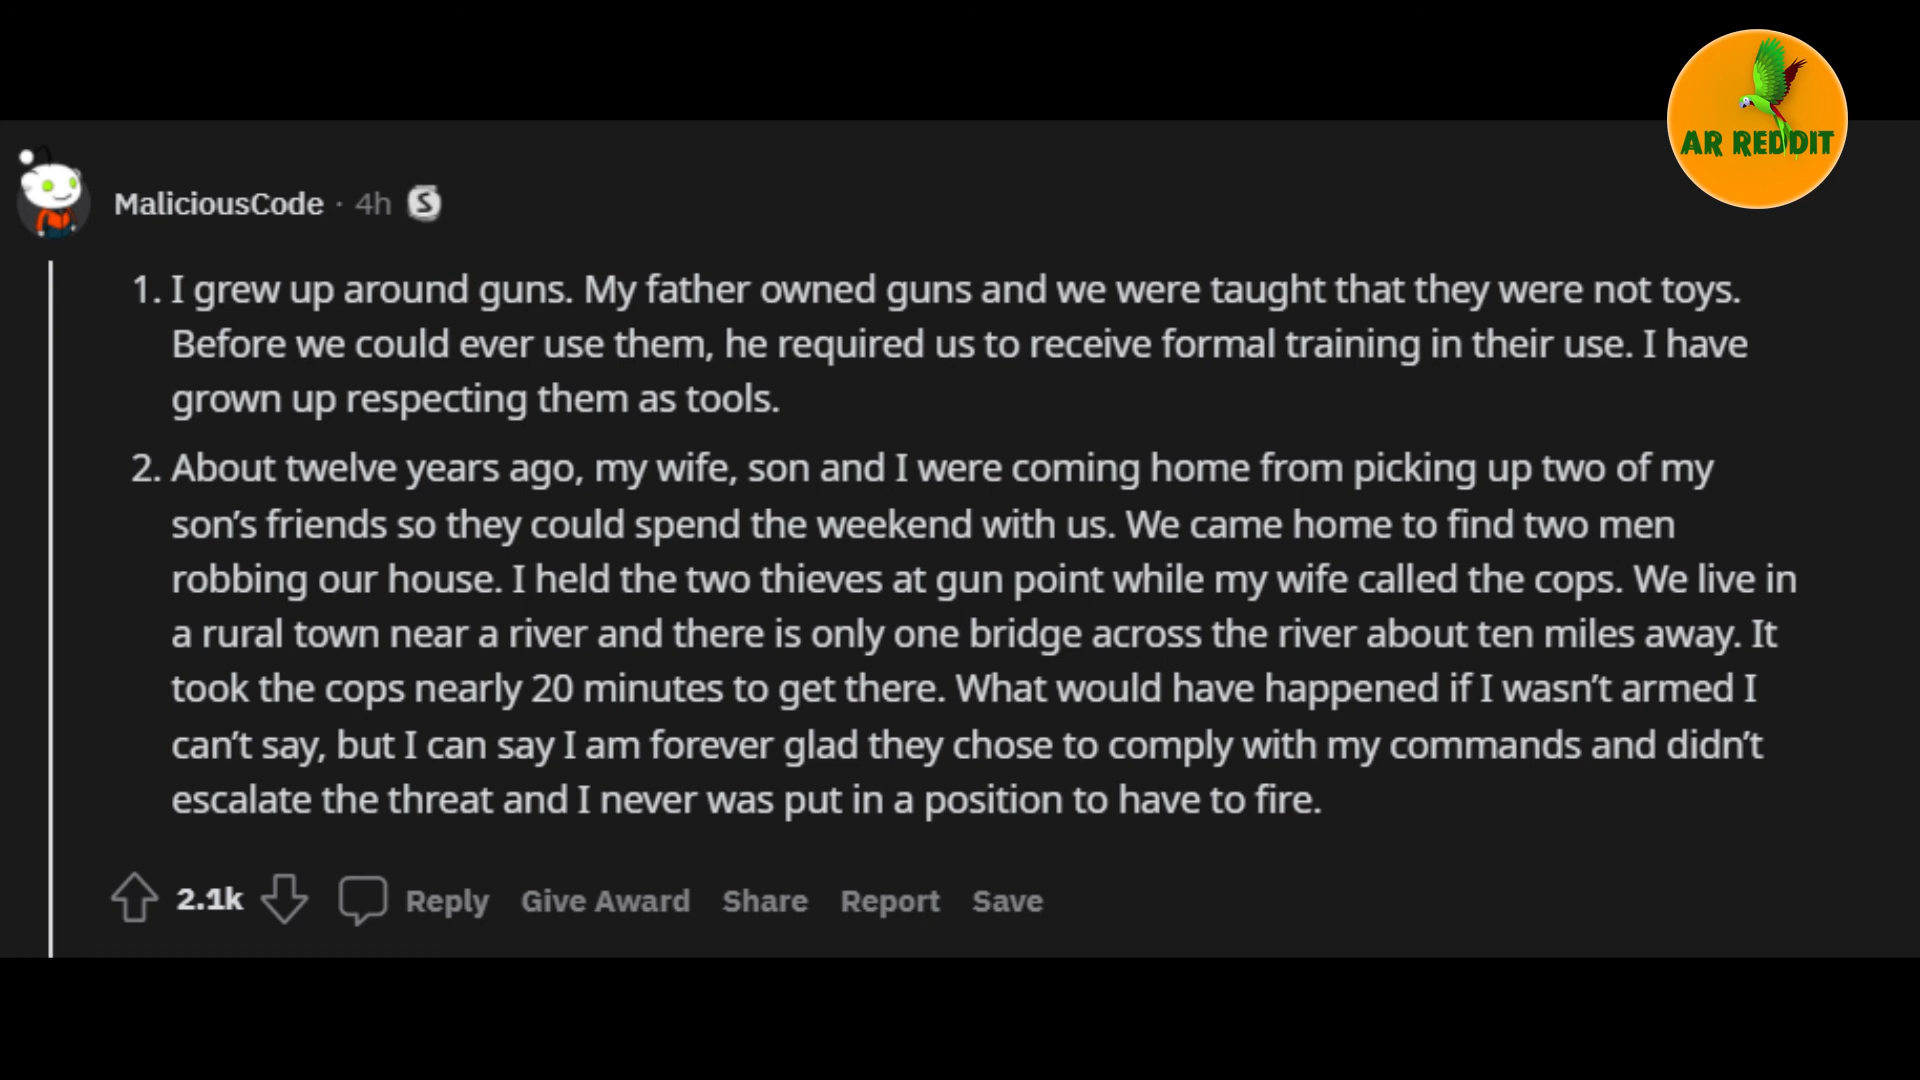 AR REDDIT
MaliciousCode · 4h S
1. I grew up around guns. My father owned guns and we were taught that they were not toys.
Before we could ever use them, he required us to receive formal training in their use. I have
grown up respecting them as tools.
2. About twelve years ago, my wife, son and I were coming home from picking up two of my
son’s friends so they could spend the weekend with us. We came home to find two men
robbing our house. I held the two thieves at gun point while my wife called the cops. We live in
a rural town near a river and there is only one bridge across the river about ten miles away. It
took the cops nearly 20 minutes to get there. What would have happened if I wasn’t armed I
can’t say, but I can say I am forever glad they chose to comply with my commands and didn’t
escalate the threat and I never was put in a position to have to fire.
2.1k Reply Give Award Share Report Save